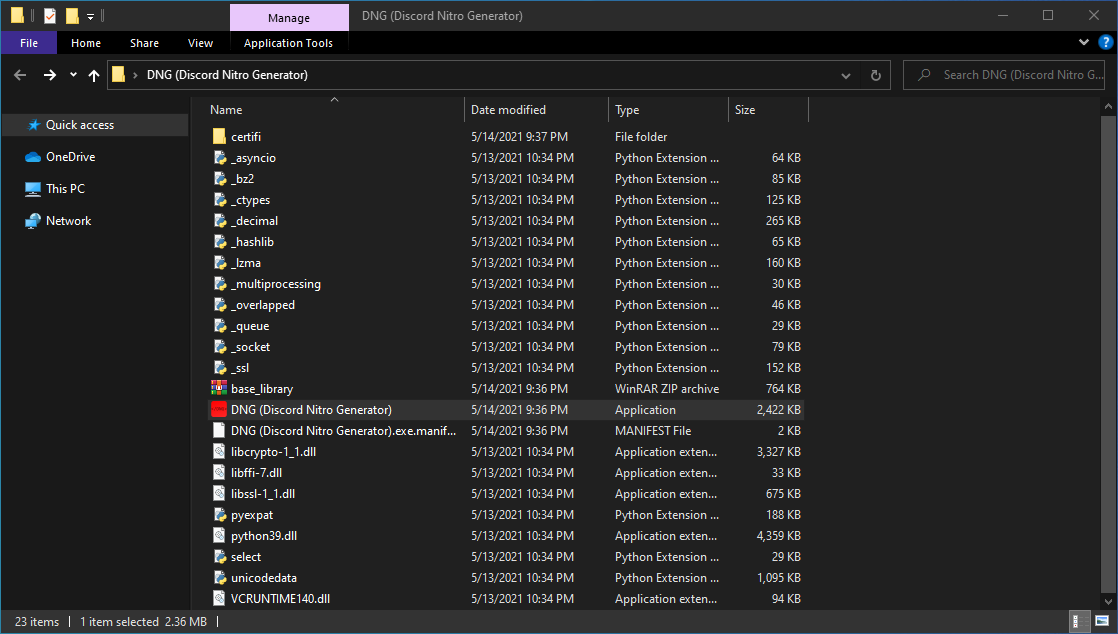 Manage
DNG (Discord Nitro Generator)
File Home Share View Application Tools
DNG (Discord Nitro Generator)
Search DNG (Discord Nitro G...
Name Date modified Type Size
Quick access
OneDrive
This PC
Network
certifi 5/14/2021 9:37 PM File folder
_asyncio 5/13/2021 10:34 PM Python Extension ... 64 KB
_bz2 5/13/2021 10:34 PM Python Extension ... 85 KB
_ctypes 5/13/2021 10:34 PM Python Extension ... 125 KB
_decimal 5/13/2021 10:34 PM Python Extension ... 265 KB
_hashlib 5/13/2021 10:34 PM Python Extension ... 65 KB
_lzma 5/13/2021 10:34 PM Python Extension ... 160 KB
_multiprocessing 5/13/2021 10:34 PM Python Extension ... 30 KB
_overlapped 5/13/2021 10:34 PM Python Extension ... 46 KB
_queue 5/13/2021 10:34 PM Python Extension ... 29 KB
_socket 5/13/2021 10:34 PM Python Extension ... 79 KB
_ssl 5/13/2021 10:34 PM Python Extension ... 152 KB
base_library 5/14/2021 9:36 PM WinRAR ZIP archive 764 KB
DNG (Discord Nitro Generator) 5/14/2021 9:36 PM Application 2,422 KB
DNG (Discord Nitro Generator).exe.manif... 5/14/2021 9:36 PM MANIFEST File 2 KB
libcrypto-1_1.dll 5/13/2021 10:34 PM Application exten... 3,327 KB
libffi-7.dll 5/13/2021 10:34 PM Application exten... 33 KB
libssl-1_1.dll 5/13/2021 10:34 PM Application exten... 675 KB
pyexpat 5/13/2021 10:34 PM Python Extension ... 188 KB
python39.dll 5/13/2021 10:34 PM Application exten... 4,359 KB
select 5/13/2021 10:34 PM Python Extension ... 29 KB
unicodedata 5/13/2021 10:34 PM Python Extension ... 1,095 KB
VCRUNTIME140.dll 5/13/2021 10:34 PM Application exten... 94 KB
23 items 1 item selected 2.36 MB